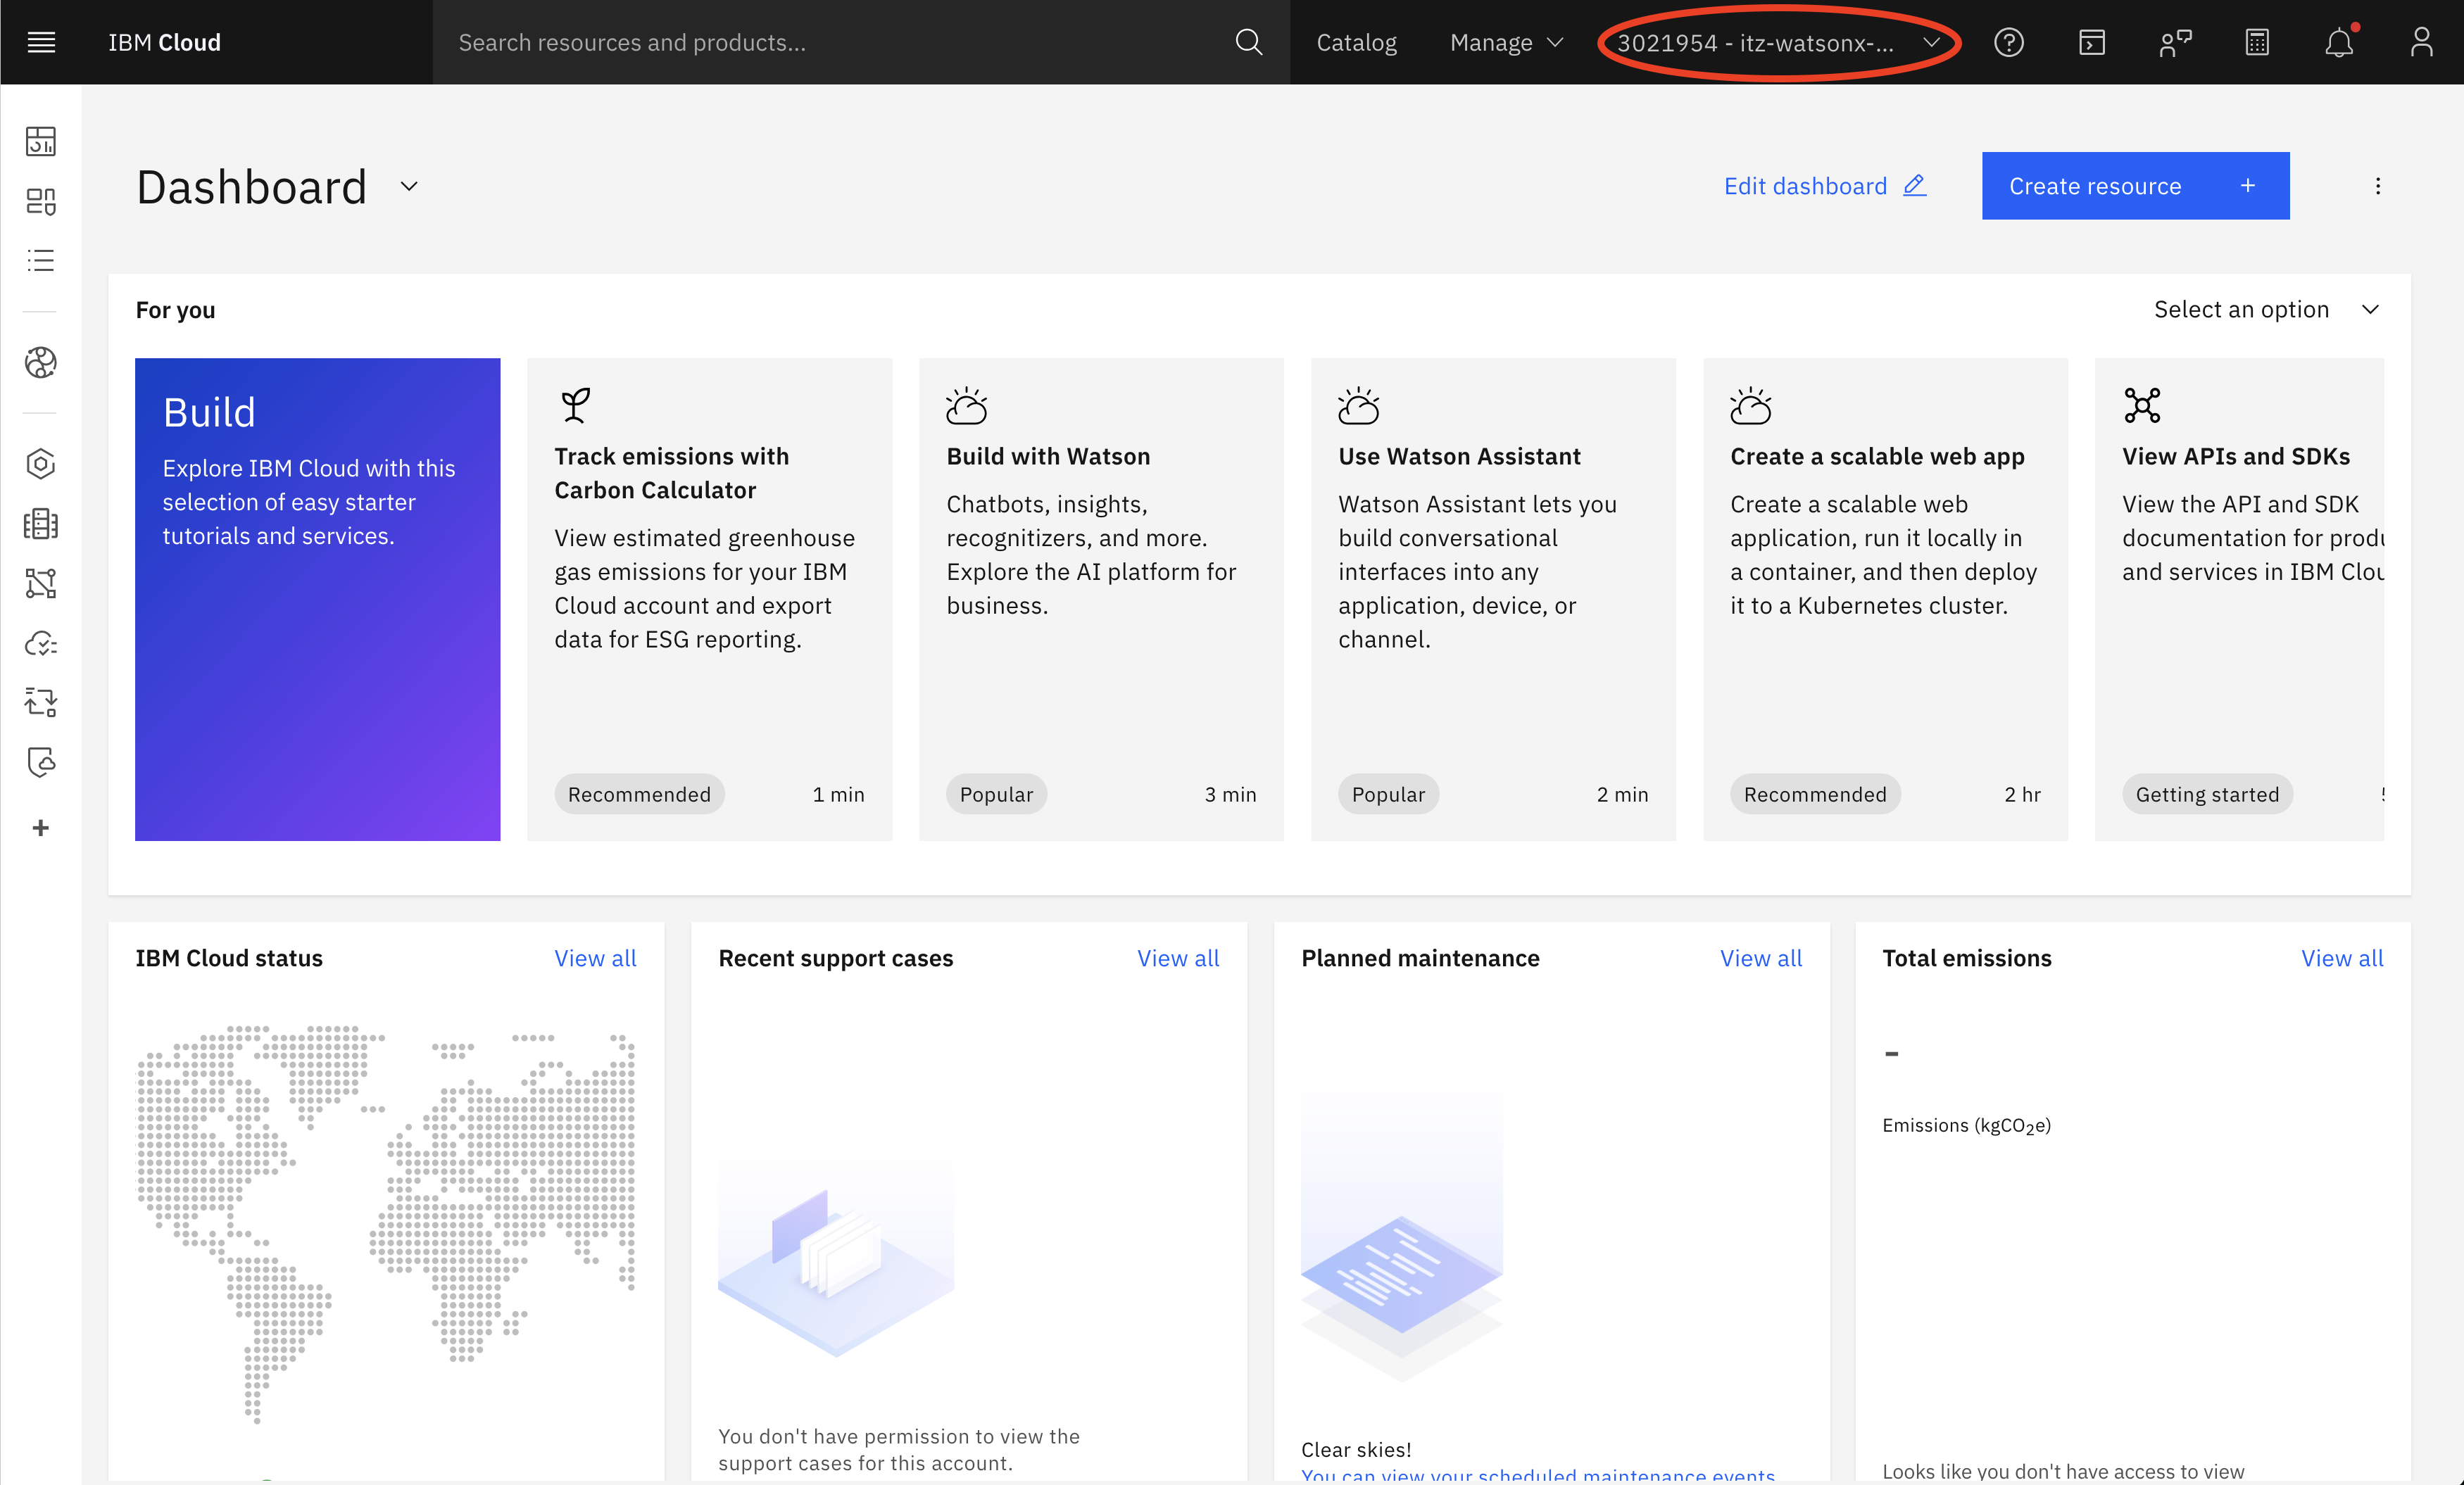 IBM Cloud
Search resources and products...
Catalog
Manage
3021954 - itz-watsonx-...
Dashboard
Edit dashboard
Create resource +
For you
Select an option
Build
Explore IBM Cloud with this
selection of easy starter
tutorials and services.
Track emissions with
Carbon Calculator
View estimated greenhouse
gas emissions for your IBM
Cloud account and export
data for ESG reporting.
Recommended
1 min
Build with Watson
Chatbots, insights,
recognitizers, and more.
Explore the AI platform for
business.
Popular
3 min
Use Watson Assistant
Watson Assistant lets you
build conversational
interfaces into any
application, device, or
channel.
Popular
2 min
Create a scalable web app
Create a scalable web
application, run it locally in
a container, and then deploy
it to a Kubernetes cluster.
Recommended
2 hr
View APIs and SDKs
View the API and SDK
documentation for produ
and services in IBM Clou
Getting started
IBM Cloud status
View all
Recent support cases
View all
You don't have permission to view the
support cases for this account.
Planned maintenance
View all
Clear skies!
You can view your scheduled maintenance events
Total emissions
View all
-
Emissions (kgCO₂e)
Looks like you don't have access to view